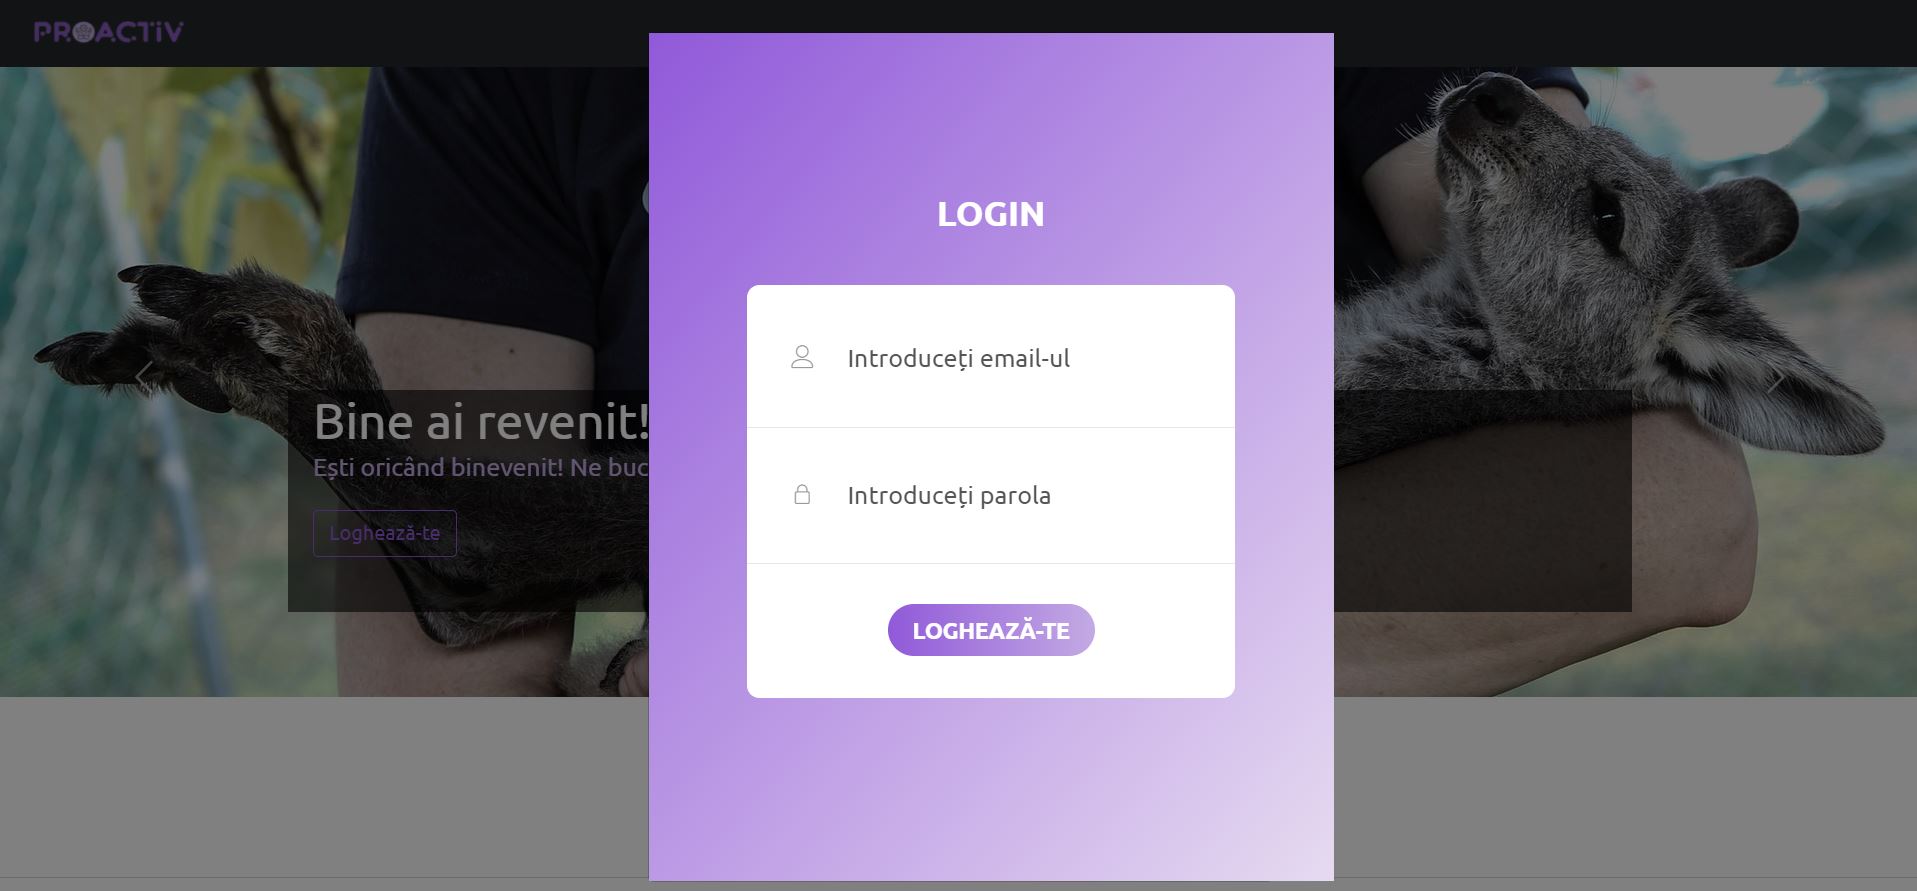 PROACTIV
LOGIN
Introduceți email-ul
Bine ai revenit!
Ești oricând binevenit! Ne buc
Introduceți parola
Loghează-te
LOGHEAZĂ-TE